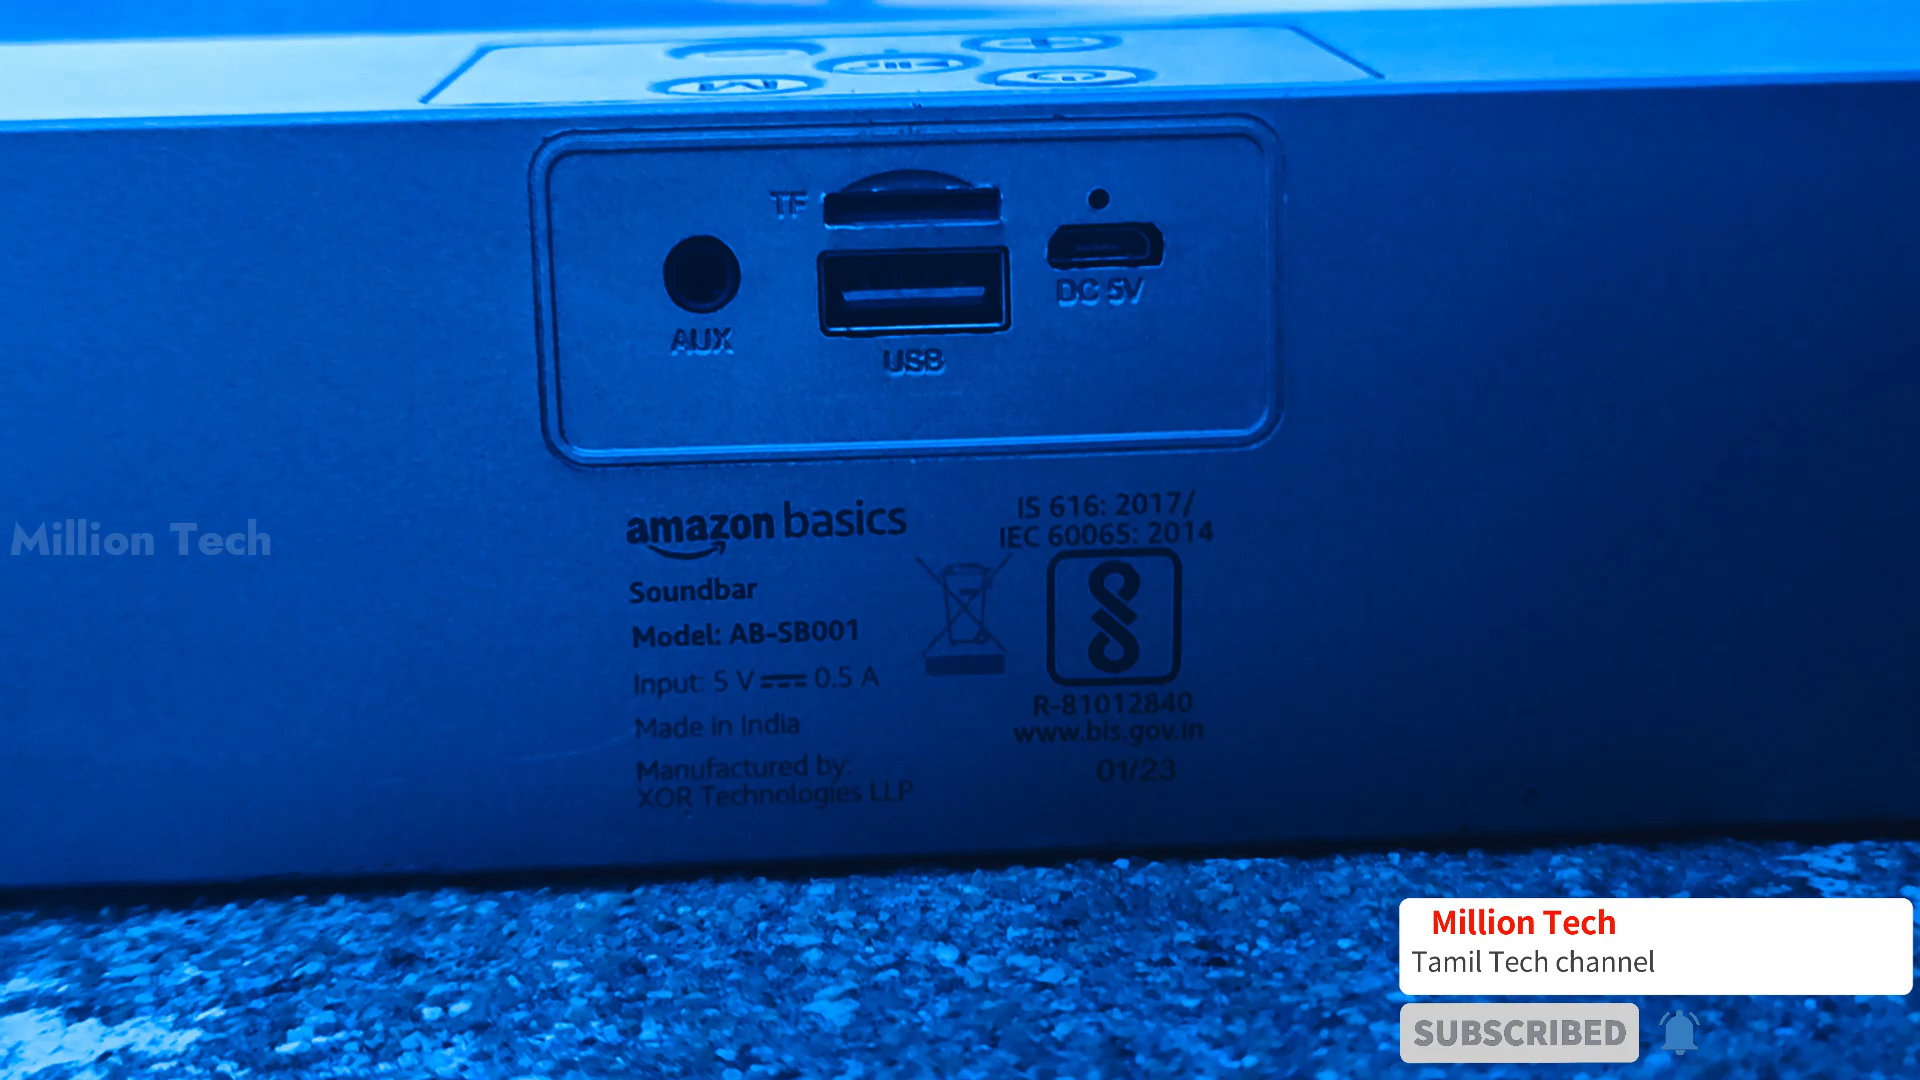 TF
AUX
USB
DC 5V
amazon basics
Soundbar
Model: AB-SB001
Input: 5 V⎓0.5 A
Made in India
Manufactured by:
XOR Technologies LLP
IS 616: 2017/
IEC 60065: 2014
R-81012840
www.bis.gov.in
01/23
Million Tech
Million Tech
Tamil Tech channel
SUBSCRIBED